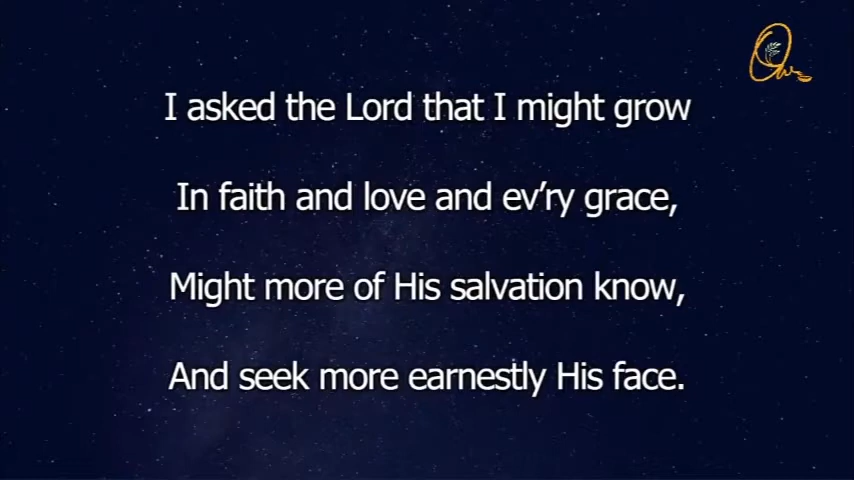 I asked the Lord that I might grow
In faith and love and ev’ry grace,
Might more of His salvation know,
And seek more earnestly His face.